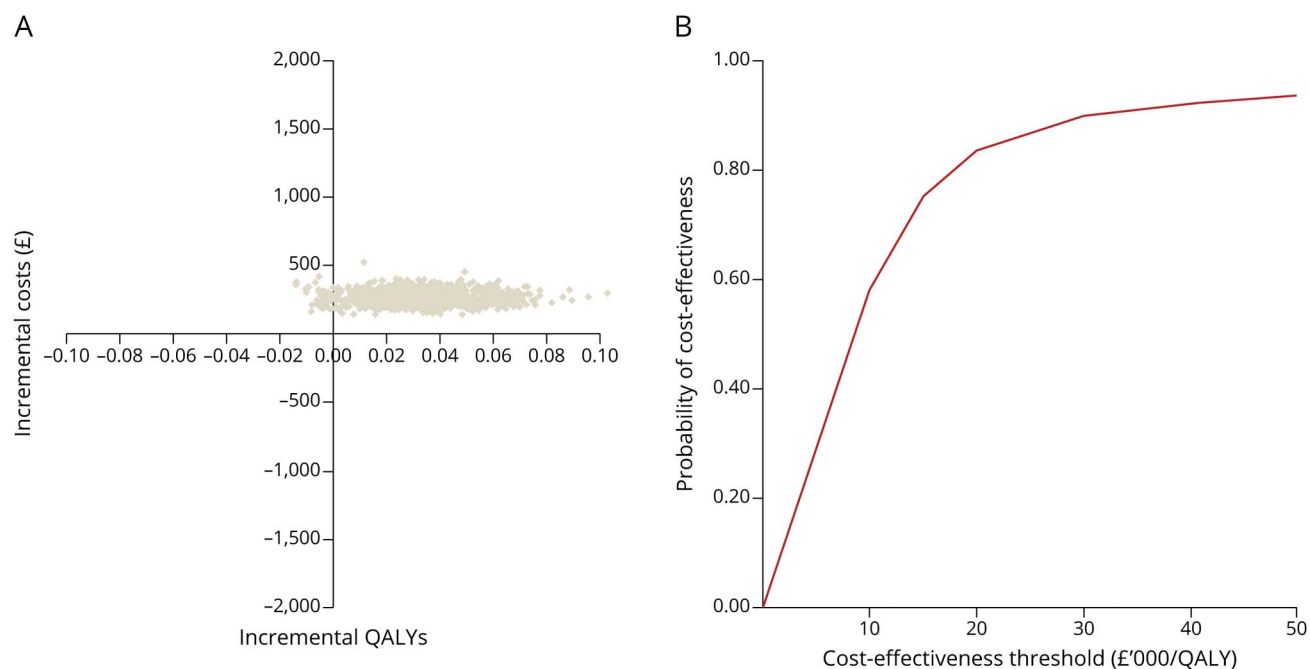 A
2,000
1,500
1,000
500
–0.10 –0.08 –0.06 –0.04 –0.02 0.00 0.02 0.04 0.06 0.08 0.10
–500
–1,000
–1,500
–2,000
Incremental costs (£)
Incremental QALYs
B
1.00
0.80
0.60
0.40
0.20
0.00
10 20 30 40 50
Probability of cost-effectiveness
Cost-effectiveness threshold (£’000/QALY)